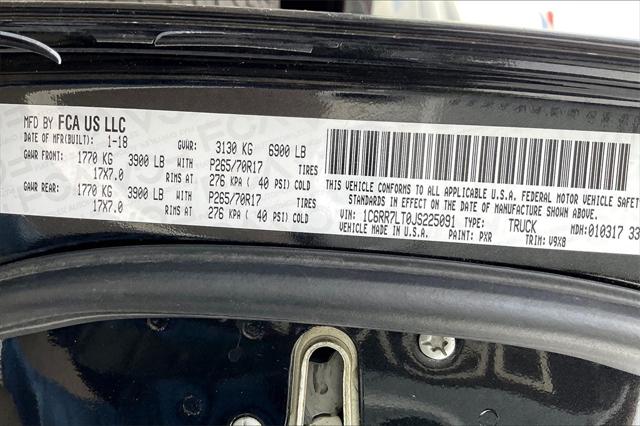 MFD BY FCA US LLC
DATE OF MFR(BUILT): 1-18 GVWR: 3130 KG 6900 LB
GAWR FRONT: 1770 KG 3900 LB WITH P265/70R17 TIRES
17X7.0 RIMS AT 276 KPA ( 40 PSI) COLD
GAWR REAR: 1770 KG 3900 LB WITH P265/70R17 TIRES
17X7.0 RIMS AT 276 KPA ( 40 PSI) COLD
THIS VEHICLE CONFORMS TO ALL APPLICABLE U.S.A. FEDERAL MOTOR VEHICLE SAFETY
STANDARDS IN EFFECT ON THE DATE OF MANUFACTURE SHOWN ABOVE.
VIN: 1C6RR7LT0JS225091 TYPE: TRUCK MDH: 010317 33
VEHICLE MADE IN U.S.A. PAINT: PXR TRIM: V9X8